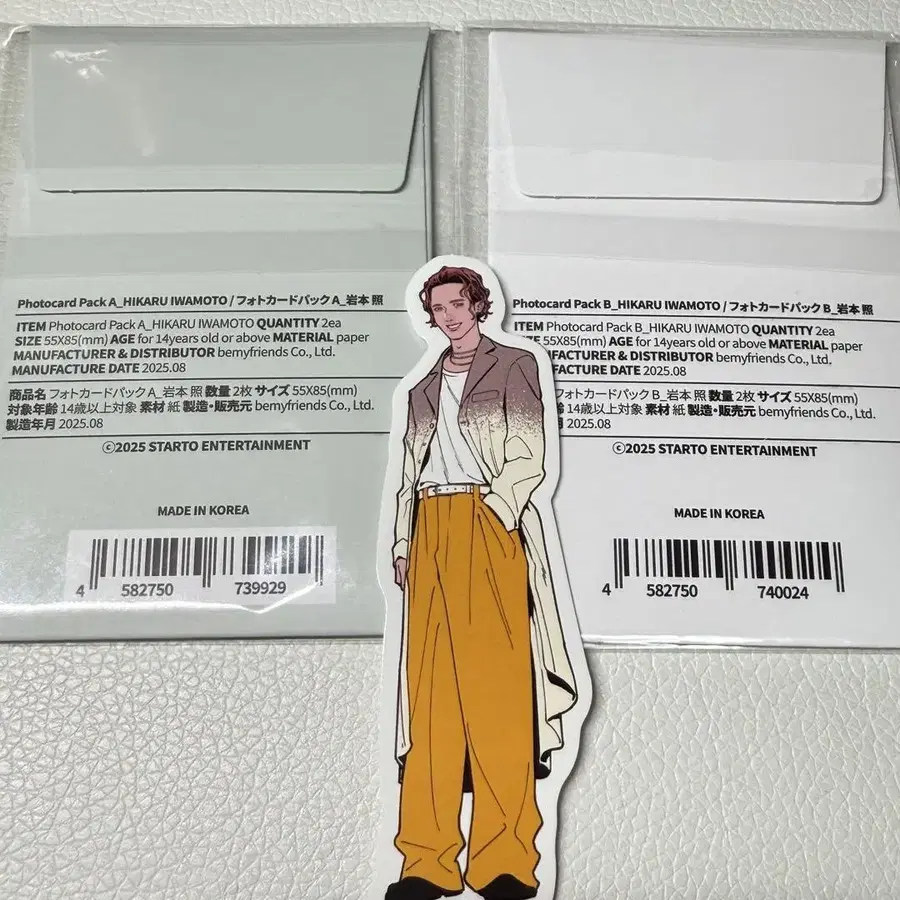 Photocard Pack A_HIKARU IWAMOTO / フォトカードパック A_岩本 照
ITEM Photocard Pack A_HIKARU IWAMOTO QUANTITY 2ea
SIZE 55X85(mm) AGE for 14years old or above MATERIAL paper
MANUFACTURER & DISTRIBUTOR bemyfriends Co., Ltd.
MANUFACTURE DATE 2025.08
商品名 フォトカードパック A_岩本 照 数量 2枚 サイズ 55X85(mm)
対象年齢 14歳以上対象 素材 紙 製造・販売元 bemyfriends Co., Ltd.
製造年月 2025.08
©2025 STARTO ENTERTAINMENT
MADE IN KOREA
4 582750 739929
Photocard Pack B_HIKARU IWAMOTO / フォトカードパック B_岩本 照
ITEM Photocard Pack B_HIKARU IWAMOTO QUANTITY 2ea
55X85(mm) AGE for 14years old or above MATERIAL paper
& DISTRIBUTOR bemyfriends Co., Ltd.
DATE 2025.08
フォトカードパック B_岩本 照 数量 2枚 サイズ 55X85(mm)
14歳以上対象 素材 紙 製造・販売元 bemyfriends Co., Ltd.
月 2025.08
©2025 STARTO ENTERTAINMENT
MADE IN KOREA
4 582750 740024